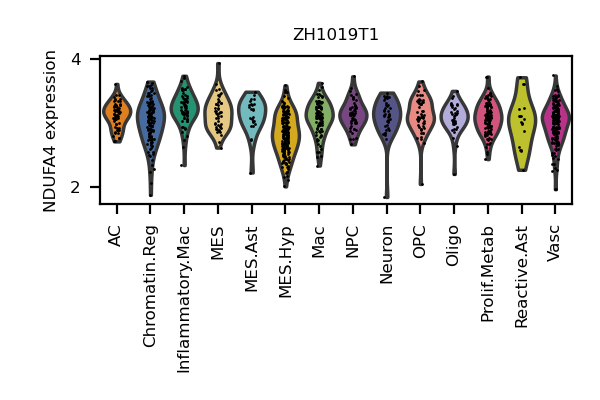 ZH1019T1
NDUFA4 expression
4
2
AC
Chromatin.Reg
Inflammatory.Mac
MES
MES.Ast
MES.Hyp
Mac
NPC
Neuron
OPC
Oligo
Prolif.Metab
Reactive.Ast
Vasc